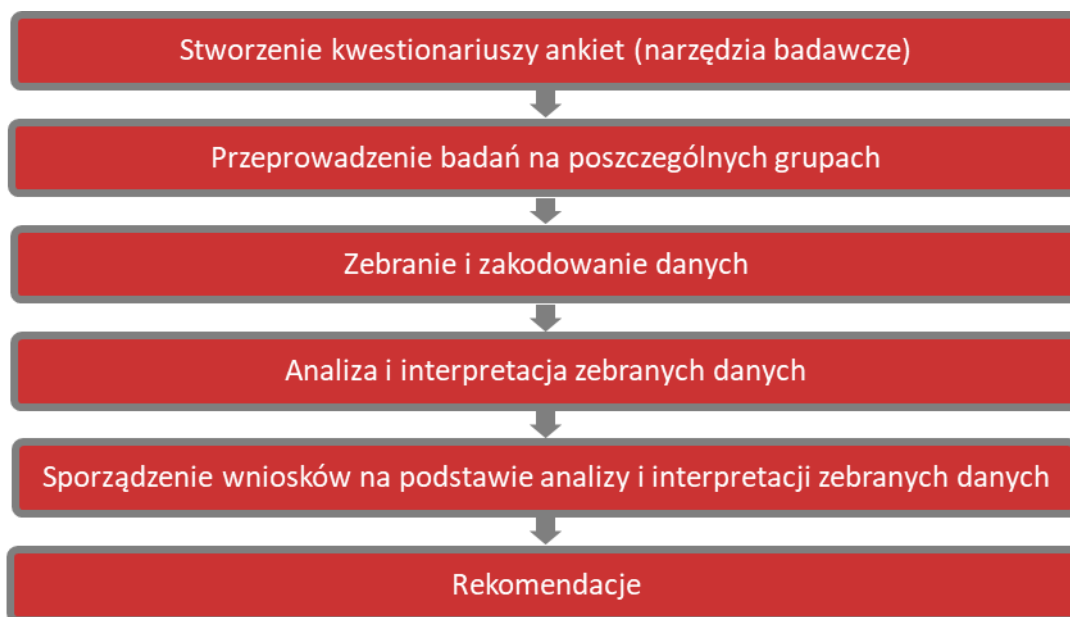 Stworzenie kwestionariuszy ankiet (narzędzia badawcze)
Przeprowadzenie badań na poszczególnych grupach
Zebranie i zakodowanie danych
Analiza i interpretacja zebranych danych
Sporządzenie wniosków na podstawie analizy i interpretacji zebranych danych
Rekomendacje